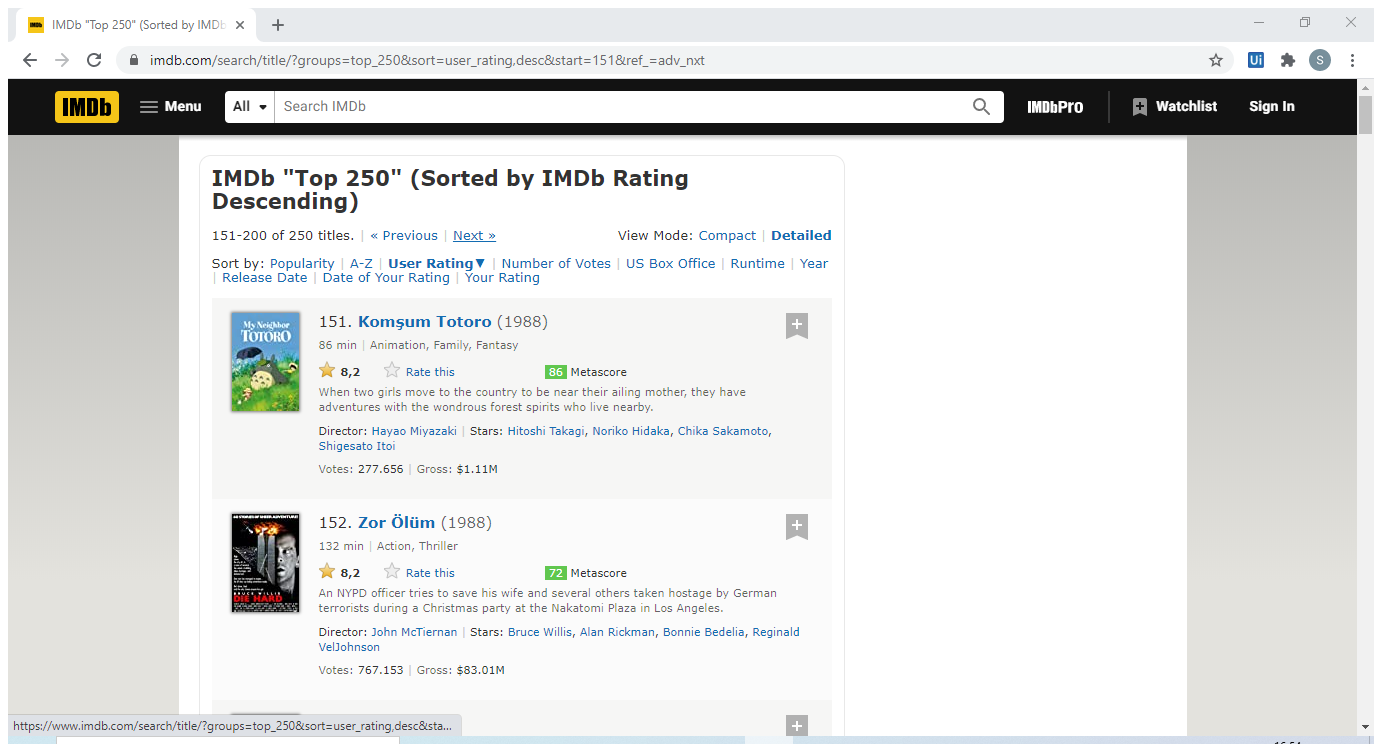 IMDb "Top 250" (Sorted by IMDb
imdb.com/search/title/?groups=top_250&sort=user_rating,desc&start=151&ref_=adv_nxt
Ui
S
IMDb Menu All Search IMDb IMDbPro Watchlist Sign In
IMDb "Top 250" (Sorted by IMDb Rating
Descending)
151-200 of 250 titles. | « Previous | Next » View Mode: Compact | Detailed
Sort by: Popularity | A-Z | User Rating▼ | Number of Votes | US Box Office | Runtime | Year
| Release Date | Date of Your Rating | Your Rating
My Neighbor
TOTORO
151. Komşum Totoro (1988)
86 min | Animation, Family, Fantasy
8,2 Rate this 86 Metascore
When two girls move to the country to be near their ailing mother, they have
adventures with the wondrous forest spirits who live nearby.
Director: Hayao Miyazaki | Stars: Hitoshi Takagi, Noriko Hidaka, Chika Sakamoto,
Shigesato Itoi
Votes: 277.656 | Gross: $1.11M
BRUCE WILLIS
DIE HARD
152. Zor Ölüm (1988)
132 min | Action, Thriller
8,2 Rate this 72 Metascore
An NYPD officer tries to save his wife and several others taken hostage by German
terrorists during a Christmas party at the Nakatomi Plaza in Los Angeles.
Director: John McTiernan | Stars: Bruce Willis, Alan Rickman, Bonnie Bedelia, Reginald
VelJohnson
Votes: 767.153 | Gross: $83.01M
https://www.imdb.com/search/title/?groups=top_250&sort=user_rating,desc&sta...